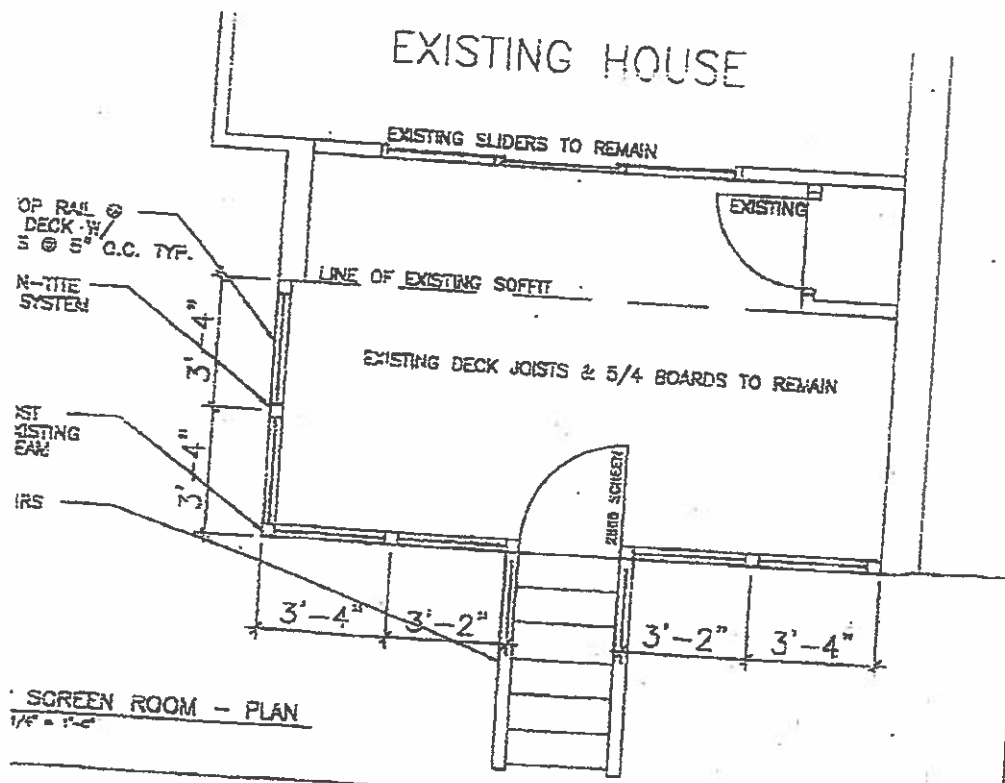 EXISTING HOUSE
EXISTING SLIDERS TO REMAIN
EXISTING
OP RAIL @
DECK W/
S @ 5" O.C. TYP.
N-TITE
SYSTEM
LINE OF EXISTING SOFFIT
3'-4"
EXISTING DECK JOISTS & 5/4 BOARDS TO REMAIN
XISTING
EAM
3'-4"
IRS
SCREEN
3'-4"
3'-2"
3'-2"
3'-4"
SCREEN ROOM - PLAN